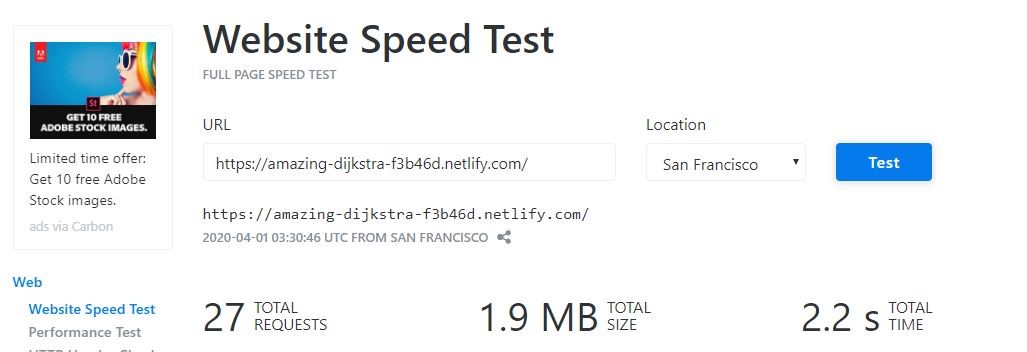 Website Speed Test
FULL PAGE SPEED TEST
Adobe
St
GET 10 FREE
ADOBE STOCK IMAGES.
Limited time offer:
Get 10 free Adobe
Stock images.
ads via Carbon
URL
Location
https://amazing-dijkstra-f3b46d.netlify.com/
San Francisco
Test
https://amazing-dijkstra-f3b46d.netlify.com/
2020-04-01 03:30:46 UTC FROM SAN FRANCISCO
Web
Website Speed Test
Performance Test
27 TOTAL
REQUESTS
1.9 MB TOTAL
SIZE
2.2 s TOTAL
TIME